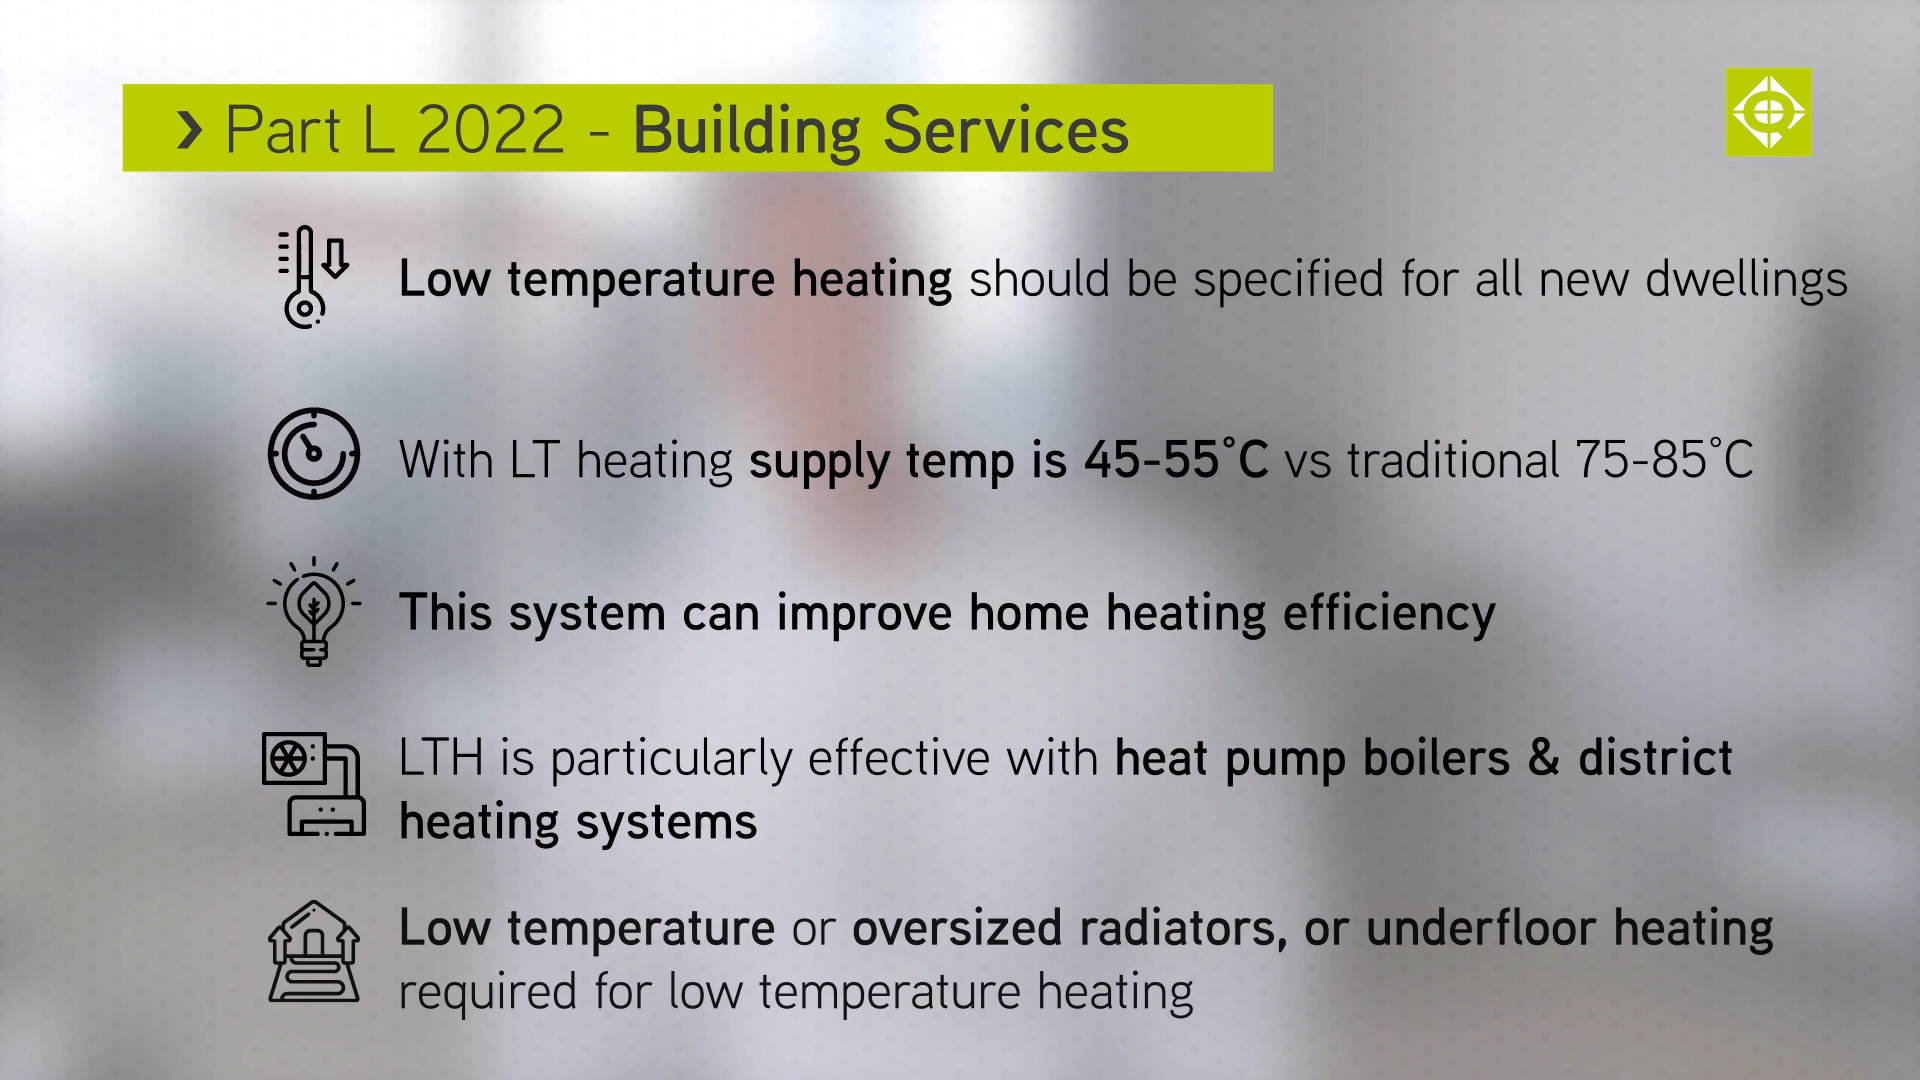 Part L 2022 - Building Services
Low temperature heating should be specified for all new dwellings
With LT heating supply temp is 45-55°C vs traditional 75-85°C
This system can improve home heating efficiency
LTH is particularly effective with heat pump boilers & district
heating systems
Low temperature or oversized radiators, or underfloor heating
required for low temperature heating